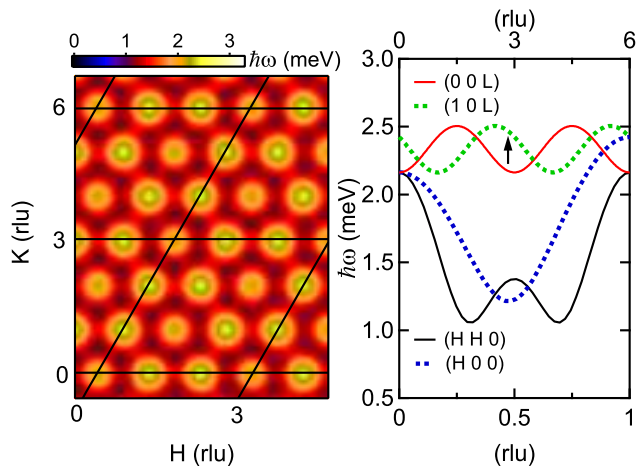 0 1 2 3 ħω (meV)
6
3
0
K (rlu)
0 3
H (rlu)
(rlu)
0 3 6
3.0
2.5
2.0
1.5
1.0
0.5
ħω (meV)
(0 0 L)
(1 0 L)
(H H 0)
(H 0 0)
0 0.5 1
(rlu)